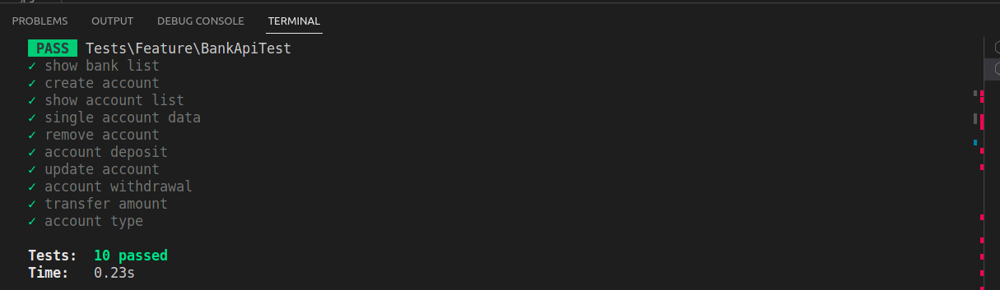 PROBLEMS OUTPUT DEBUG CONSOLE TERMINAL
PASS Tests\Feature\BankApiTest
✓ show bank list
✓ create account
✓ show account list
✓ single account data
✓ remove account
✓ account deposit
✓ update account
✓ account withdrawal
✓ transfer amount
✓ account type
Tests: 10 passed
Time: 0.23s